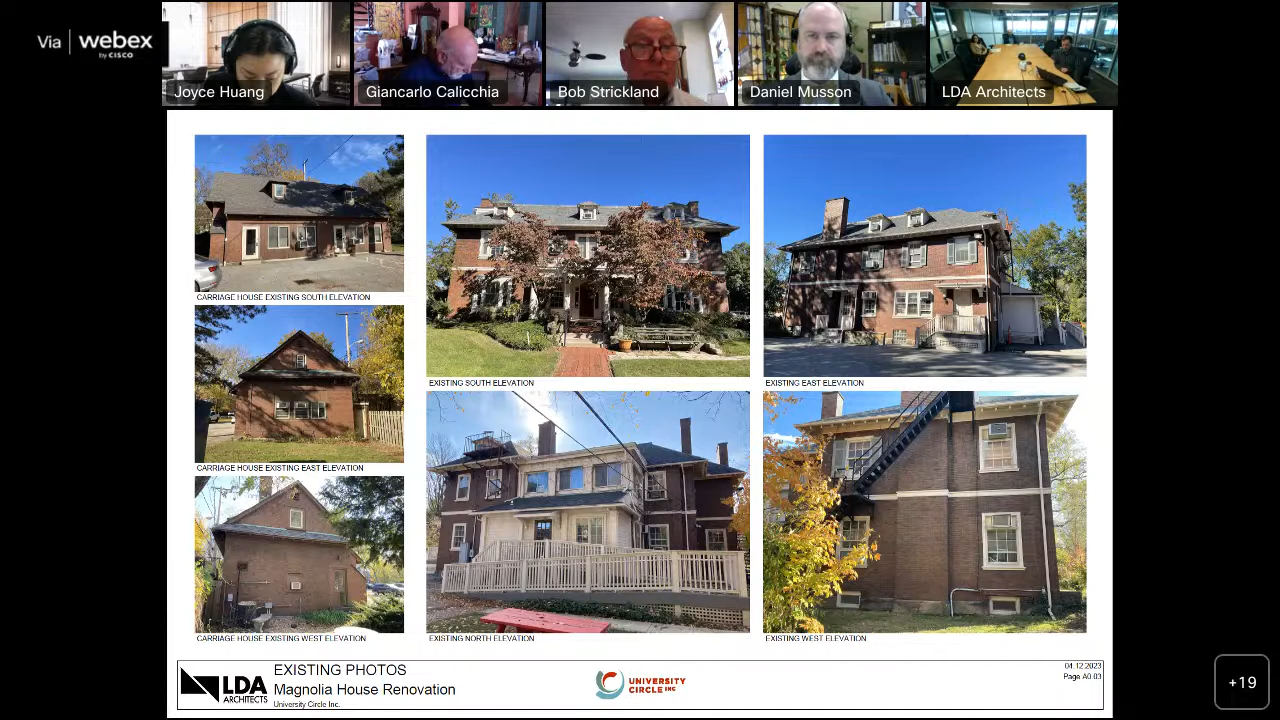 Via webex
by CISCO
Joyce Huang
Giancarlo Calicchia
Bob Strickland
Daniel Musson
LDA Architects
CARRIAGE HOUSE EXISTING SOUTH ELEVATION
CARRIAGE HOUSE EXISTING EAST ELEVATION
CARRIAGE HOUSE EXISTING WEST ELEVATION
EXISTING SOUTH ELEVATION
EXISTING EAST ELEVATION
EXISTING NORTH ELEVATION
EXISTING WEST ELEVATION
LDA
ARCHITECTS
EXISTING PHOTOS
Magnolia House Renovation
University Circle Inc.
UNIVERSITY
CIRCLE INC
04.12.2023
Page A0.03
+19